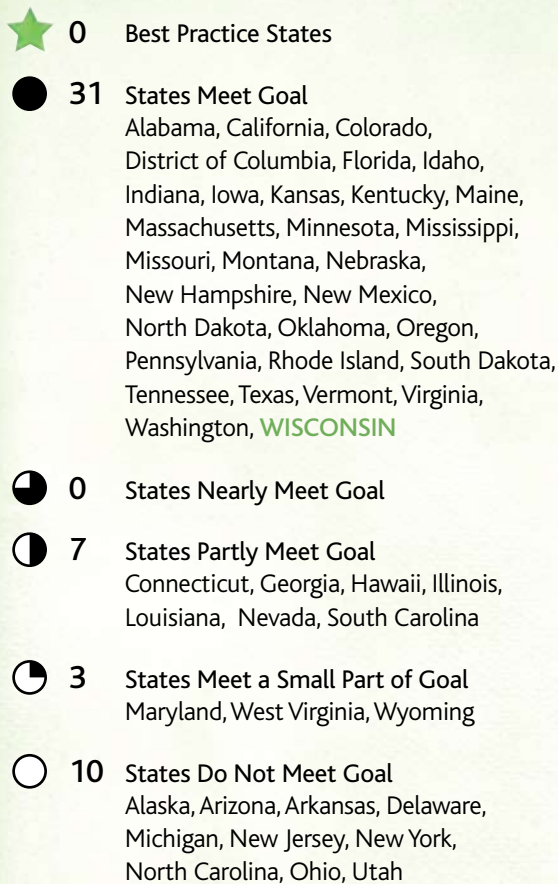 0 Best Practice States
31 States Meet Goal
Alabama, California, Colorado,
District of Columbia, Florida, Idaho,
Indiana, Iowa, Kansas, Kentucky, Maine,
Massachusetts, Minnesota, Mississippi,
Missouri, Montana, Nebraska,
New Hampshire, New Mexico,
North Dakota, Oklahoma, Oregon,
Pennsylvania, Rhode Island, South Dakota,
Tennessee, Texas, Vermont, Virginia,
Washington, WISCONSIN
0 States Nearly Meet Goal
7 States Partly Meet Goal
Connecticut, Georgia, Hawaii, Illinois,
Louisiana, Nevada, South Carolina
3 States Meet a Small Part of Goal
Maryland, West Virginia, Wyoming
10 States Do Not Meet Goal
Alaska, Arizona, Arkansas, Delaware,
Michigan, New Jersey, New York,
North Carolina, Ohio, Utah